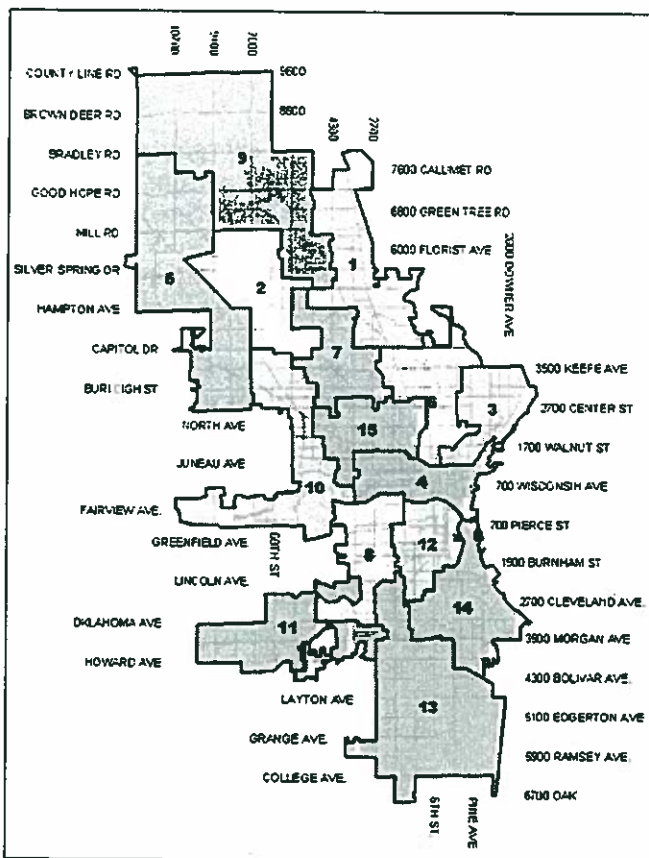 10700
9100
7000
COUNTY LINE RD
9600
BROWN DEER RD
8800
4300
2700
BRADLEY RD
9
7600 CALUMET RD
GOOD HOPE RD
6800 GREEN TREE RD
MILL RD
6000 FLORIST AVE
3300 DOWNER AVE
1
SILVER SPRING DR
5
2
HAMPTON AVE
7
CAPITOL DR
3500 KEEFE AVE
BURLEIGH ST
6
3
2700 CENTER ST
NORTH AVE
15
1700 WALNUT ST
JUNEAU AVE
10
4
700 WISCONSIN AVE
FAIRVIEW AVE.
700 PIERCE ST
GREENFIELD AVE
60TH ST
8
12
1900 BURNHAM ST
LINCOLN AVE.
2700 CLEVELAND AVE.
14
OKLAHOMA AVE
11
3500 MORGAN AVE
HOWARD AVE
4300 BOLIVAR AVE.
LAYTON AVE
13
5100 EDGERTON AVE
GRANGE AVE.
5900 RAMSEY AVE.
COLLEGE AVE.
6700 OAK
6TH ST.
PINE AVE